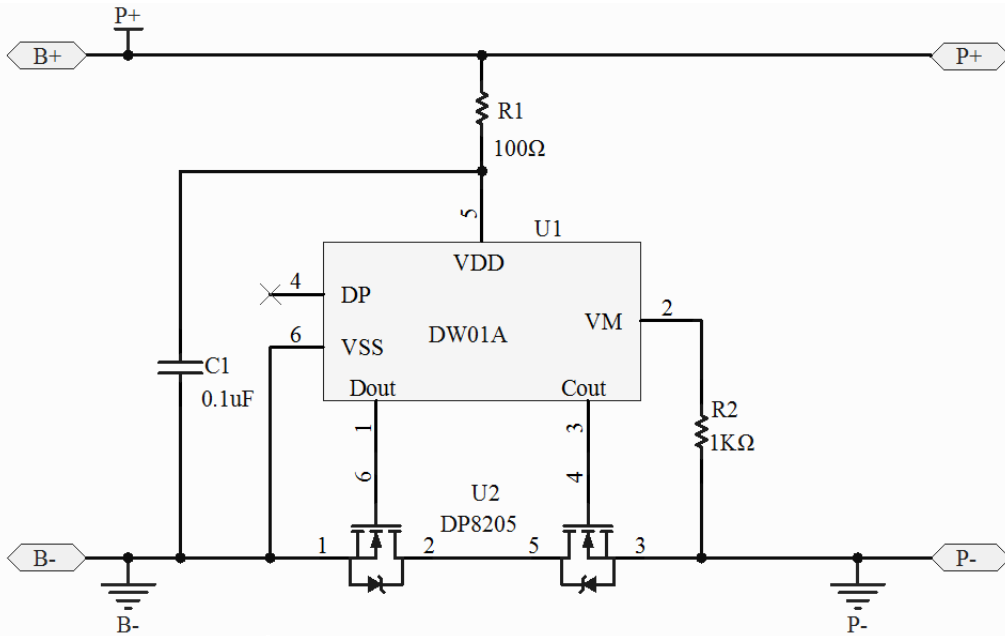 P+
B+
P+
R1
100Ω
5
U1
VDD
4
DP
2
VM
6
VSS
DW01A
C1
0.1uF
Dout
Cout
R2
1KΩ
1
3
6
4
U2
DP8205
B-
1
2
5
3
P-
B-
P-